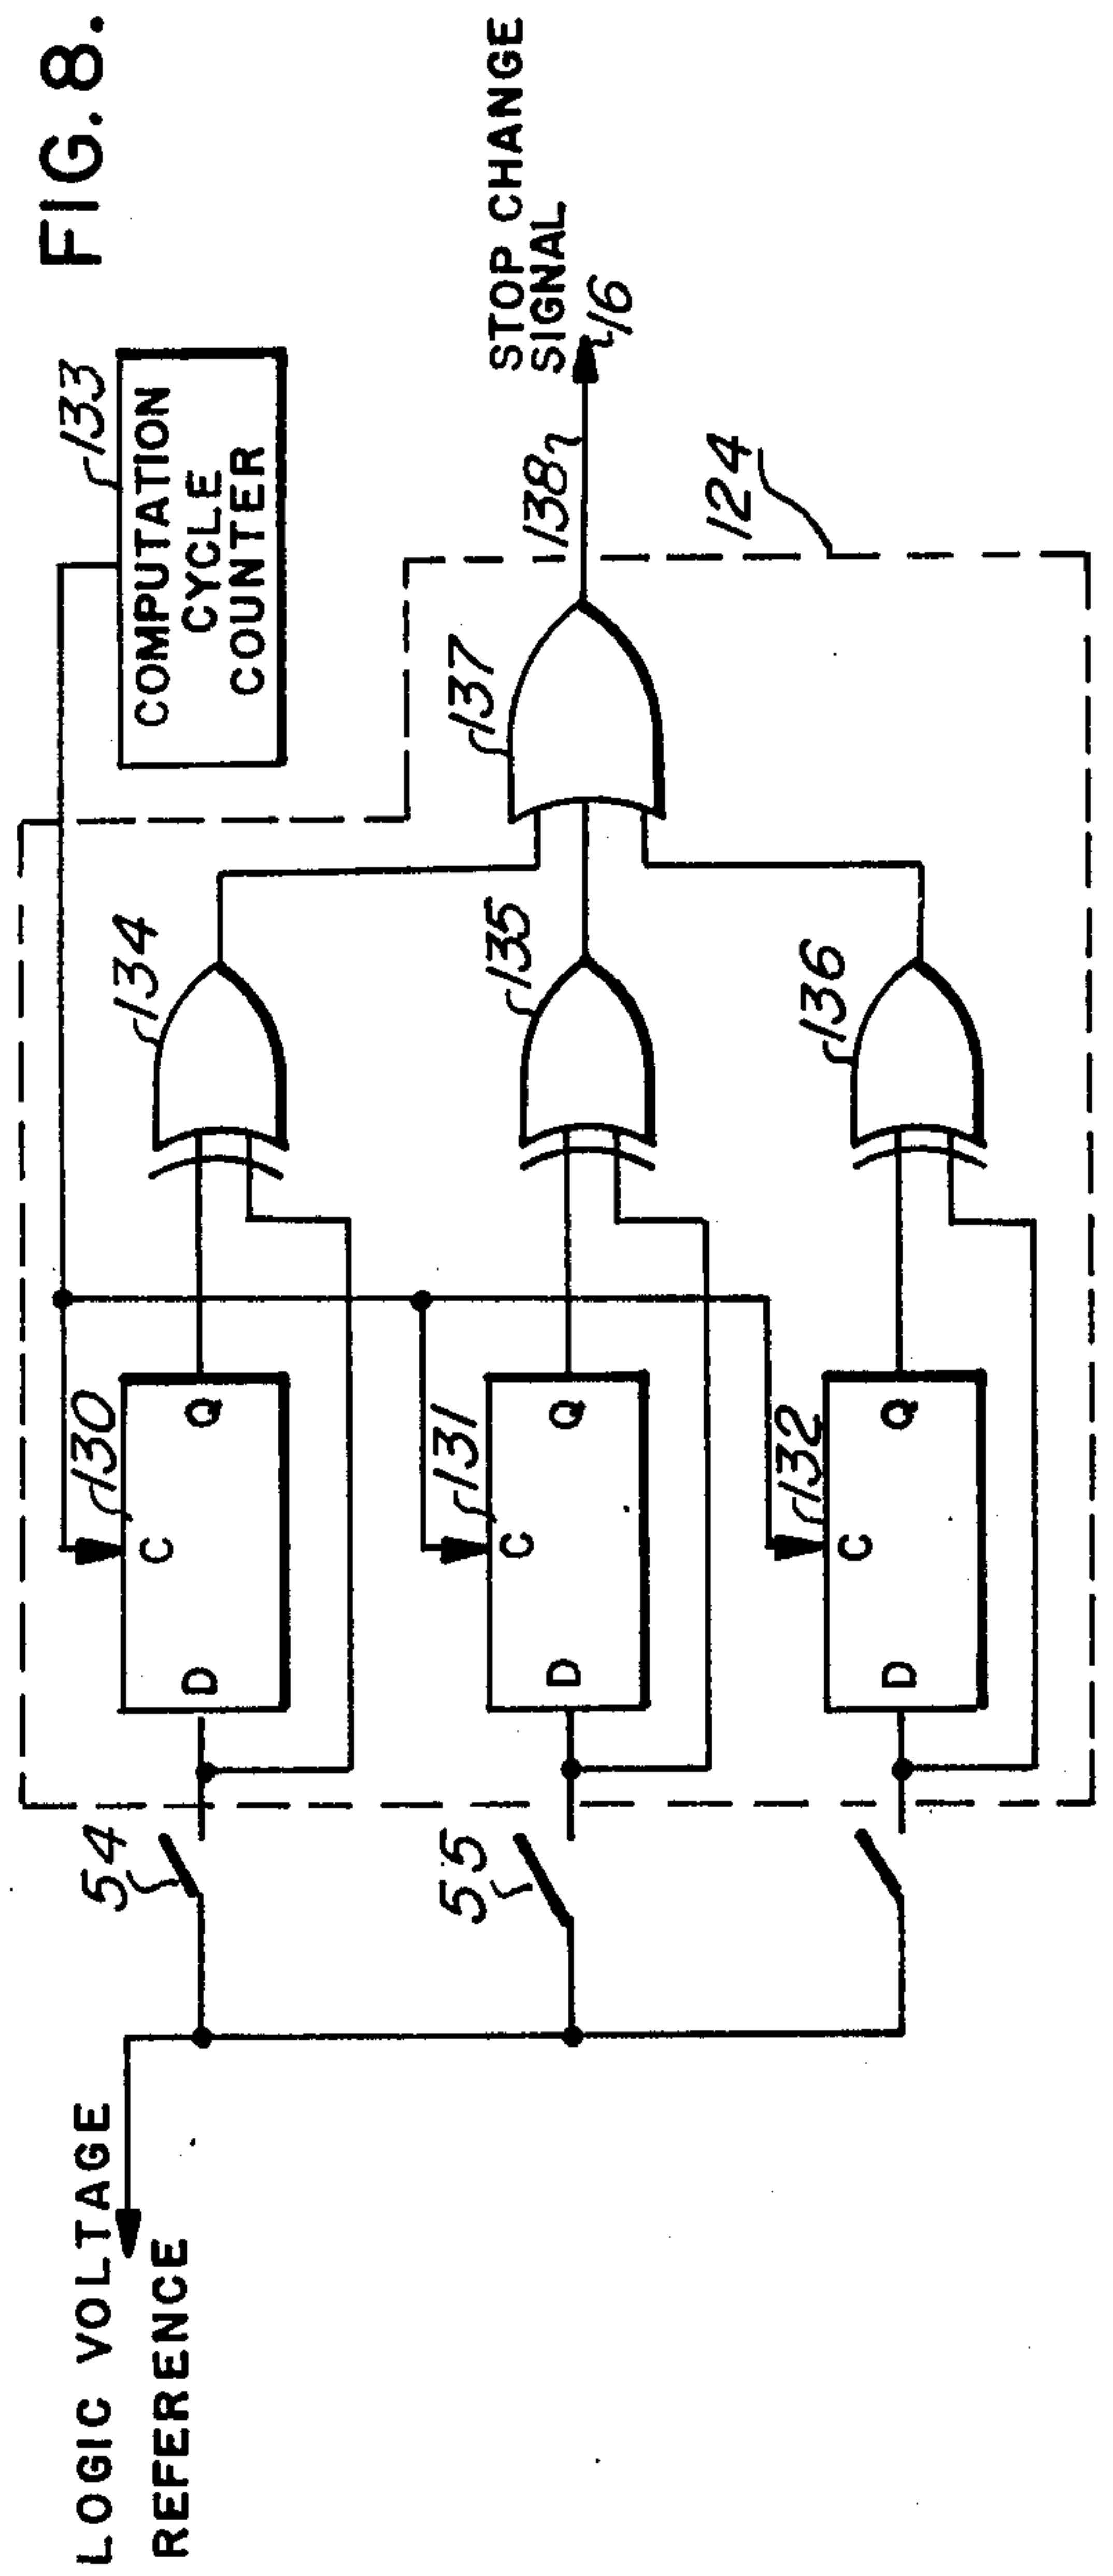 FIG. 8.
133
COMPUTATION
CYCLE
COUNTER
STOP CHANGE
SIGNAL
16
138
124
137
134
135
136
130
C
D
Q
131
C
D
Q
132
C
D
Q
54
55
LOGIC VOLTAGE
REFERENCE